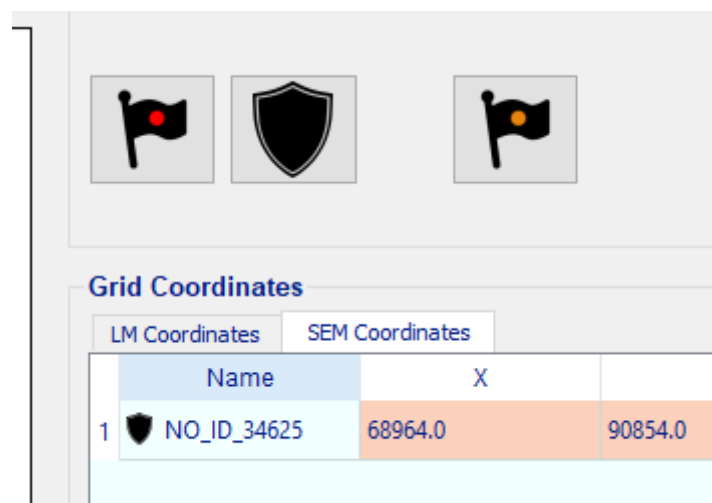 Grid Coordinates
LM Coordinates SEM Coordinates
Name X
1 NO_ID_34625 68964.0 90854.0